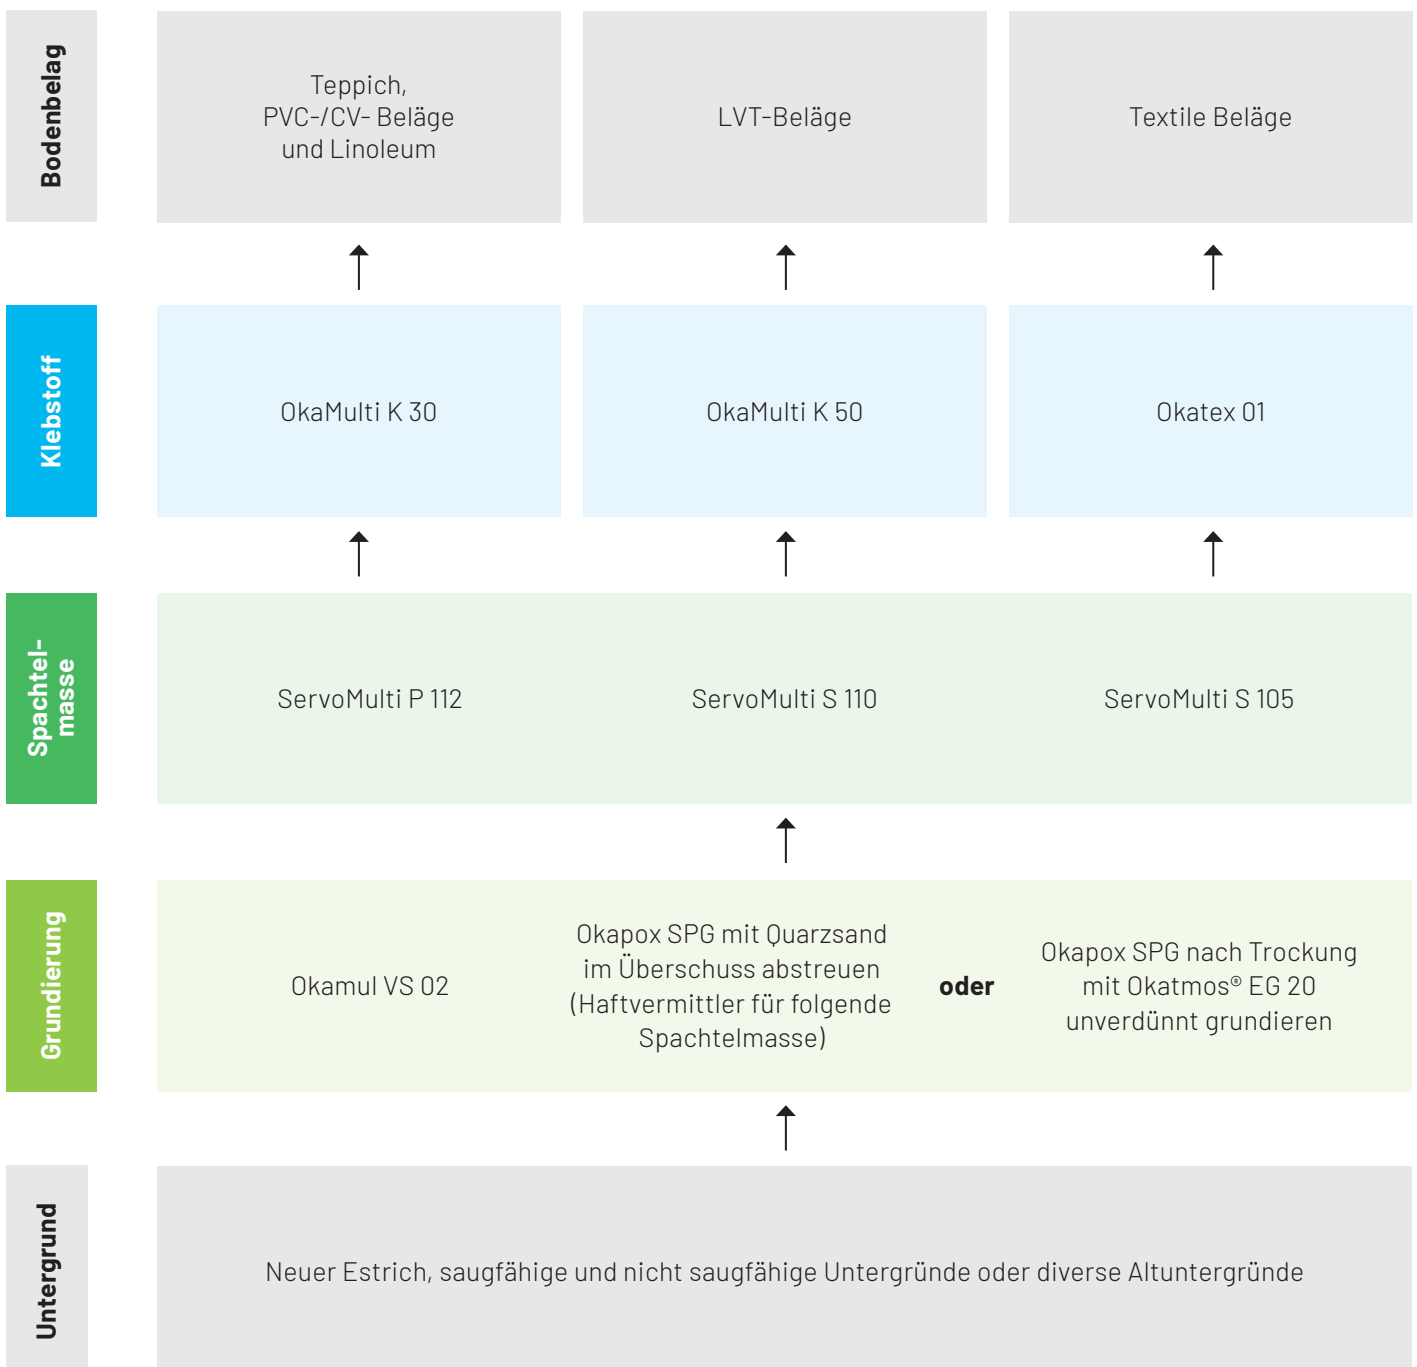 Bodenbelag
Teppich,
PVC-/CV- Beläge
und Linoleum
LVT-Beläge
Textile Beläge
Klebstoff
OkaMulti K 30
OkaMulti K 50
Okatex 01
Spachtel-
masse
ServoMulti P 112
ServoMulti S 110
ServoMulti S 105
Grundierung
Okamul VS 02
Okapox SPG mit Quarzsand
im Überschuss abstreuen
(Haftvermittler für folgende
Spachtelmasse)
oder
Okapox SPG nach Trockung
mit Okatmos® EG 20
unverdünnt grundieren
Untergrund
Neuer Estrich, saugfähige und nicht saugfähige Untergründe oder diverse Altuntergründe